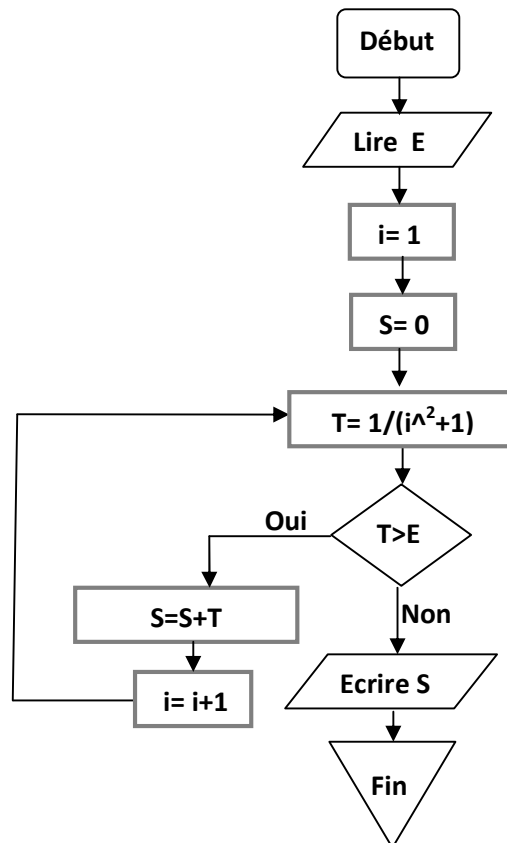 Début
Lire E
i= 1
S= 0
T= 1/(i^²+1)
T>E
Oui
S=S+T
i= i+1
Non
Ecrire S
Fin